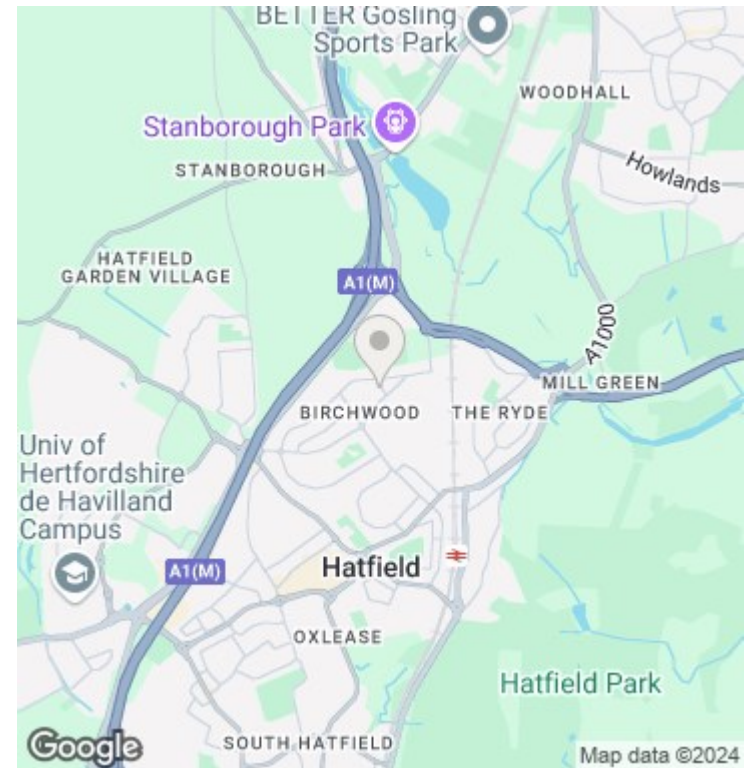 BETTER Gosling
Sports Park
WOODHALL
Stanborough Park
STANBOROUGH
Howlands
HATFIELD
GARDEN VILLAGE
A1(M)
A1000
MILL GREEN
BIRCHWOOD
THE RYDE
Univ of
Hertfordshire
de Havilland
Campus
A1(M)
Hatfield
OXLEASE
Hatfield Park
SOUTH HATFIELD
Google
Map data ©2024